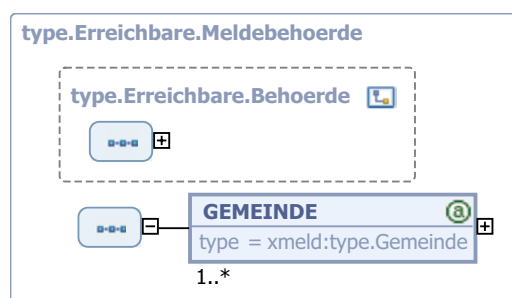 type.Erreichbare.Meldebehoerde
type.Erreichbare.Behoerde
GEMEINDE @
type = xmeld:type.Gemeinde
1..*